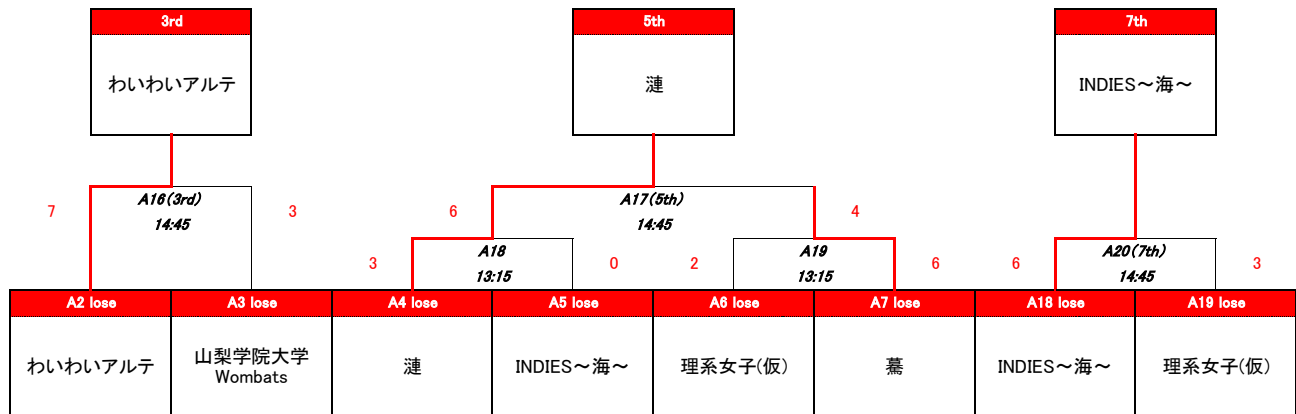 3rd
5th
7th
わいわいアルテ
漣
INDIES～海～
A16(3rd)
14:45
7
3
A17(5th)
14:45
6
4
A18
13:15
3
0
A19
13:15
2
6
A20(7th)
14:45
6
3
A2 lose
A3 lose
A4 lose
A5 lose
A6 lose
A7 lose
A18 lose
A19 lose
わいわいアルテ
山梨学院大学
Wombats
漣
INDIES～海～
理系女子(仮)
驀
INDIES～海～
理系女子(仮)